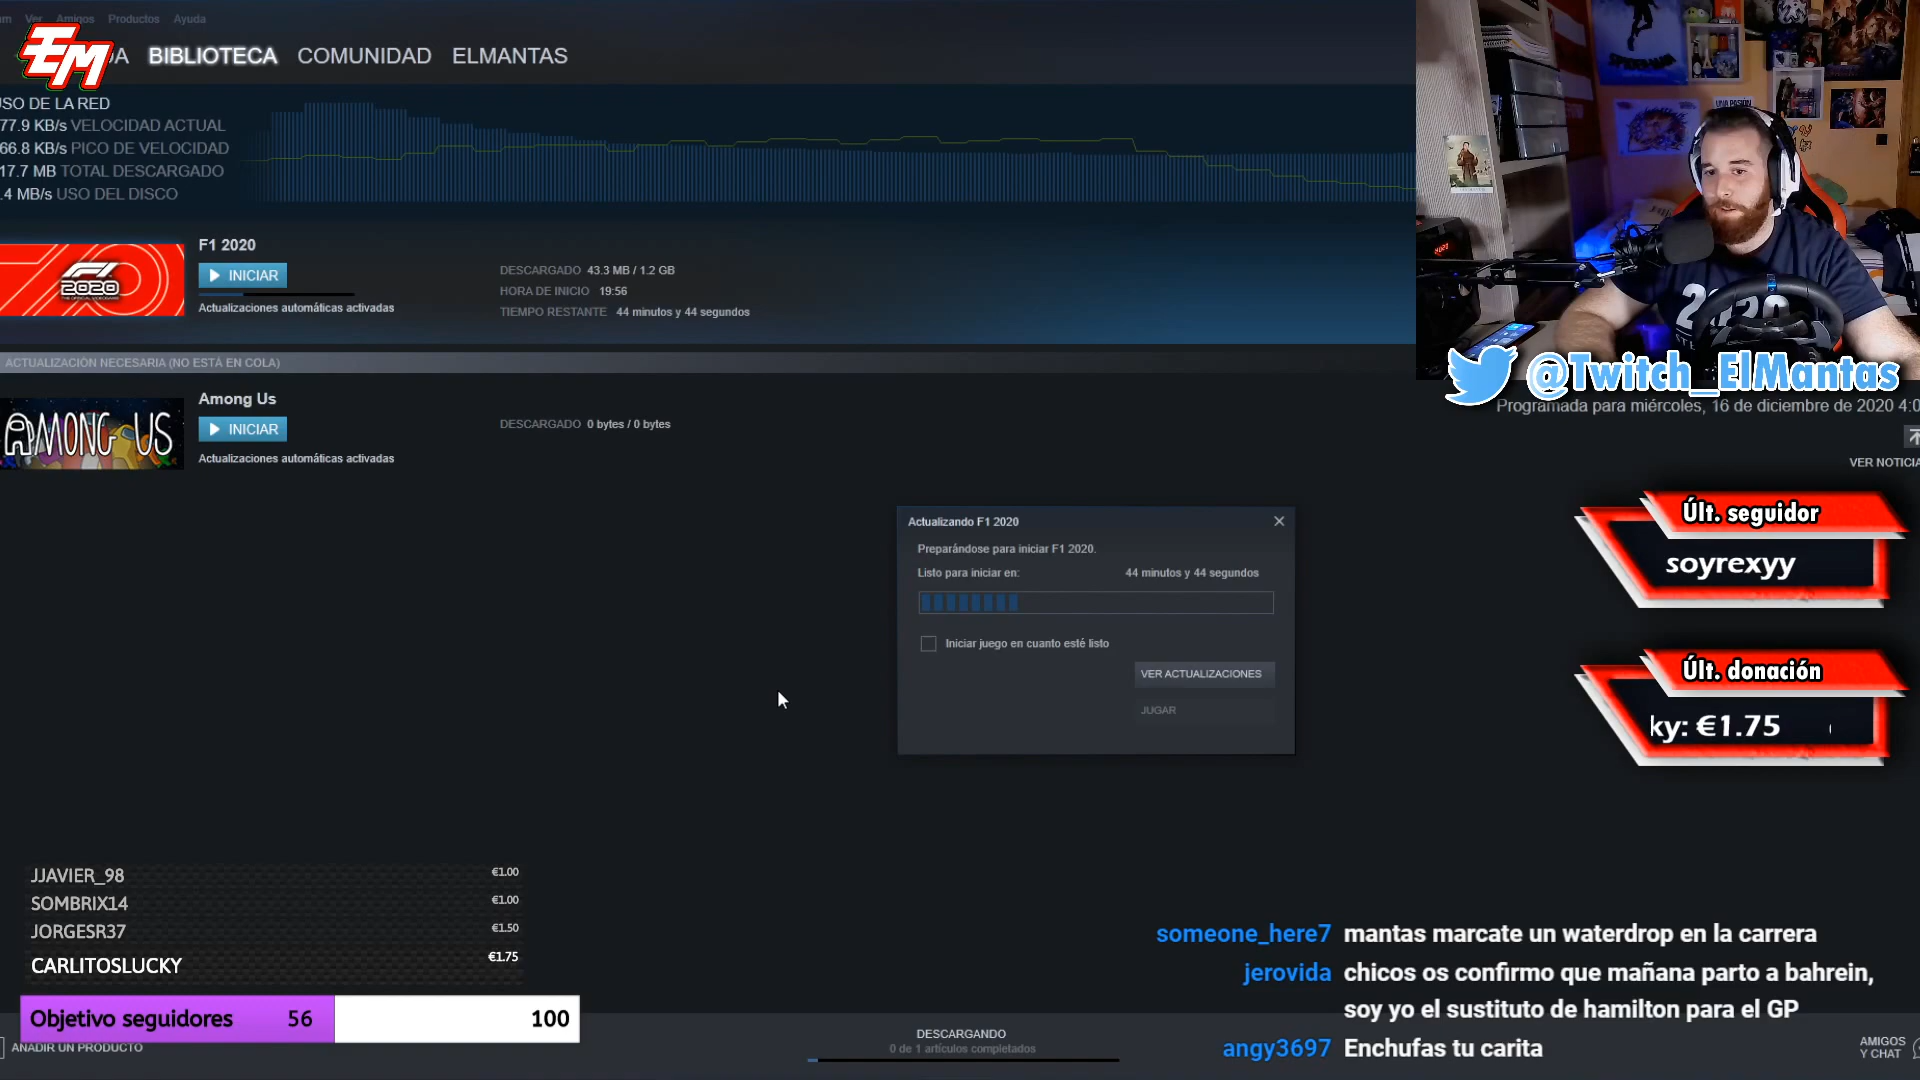 Ver Amigos Productos Ayuda
EM
BIBLIOTECA COMUNIDAD ELMANTAS
USO DE LA RED
77.9 KB/s VELOCIDAD ACTUAL
66.8 KB/s PICO DE VELOCIDAD
17.7 MB TOTAL DESCARGADO
.4 MB/s USO DEL DISCO
F1 2020
INICIAR
Actualizaciones automáticas activadas
DESCARGADO 43.3 MB / 1.2 GB
HORA DE INICIO 19:56
TIEMPO RESTANTE 44 minutos y 44 segundos
F1
2020
ACTUALIZACIÓN NECESARIA (NO ESTÁ EN COLA)
AMONG US
Among Us
INICIAR
Actualizaciones automáticas activadas
DESCARGADO 0 bytes / 0 bytes
@Twitch_ElMantas
Programada para miércoles, 16 de diciembre de 2020 4:0
VER NOTICIA
Actualizando F1 2020
Preparándose para iniciar F1 2020.
Listo para iniciar en: 44 minutos y 44 segundos
Iniciar juego en cuanto esté listo
VER ACTUALIZACIONES
JUGAR
Últ. seguidor
soyrexyy
Últ. donación
ky: €1.75
JJAVIER_98 €1.00
SOMBRIX14 €1.00
JORGESR37 €1.50
CARLITOSLUCKY €1.75
Objetivo seguidores 56 100
AÑADIR UN PRODUCTO
DESCARGANDO
0 de 1 artículos completados
someone_here7 mantas marcate un waterdrop en la carrera
jerovida chicos os confirmo que mañana parto a bahrein,
soy yo el sustituto de hamilton para el GP
angy3697 Enchufas tu carita
AMIGOS
Y CHAT